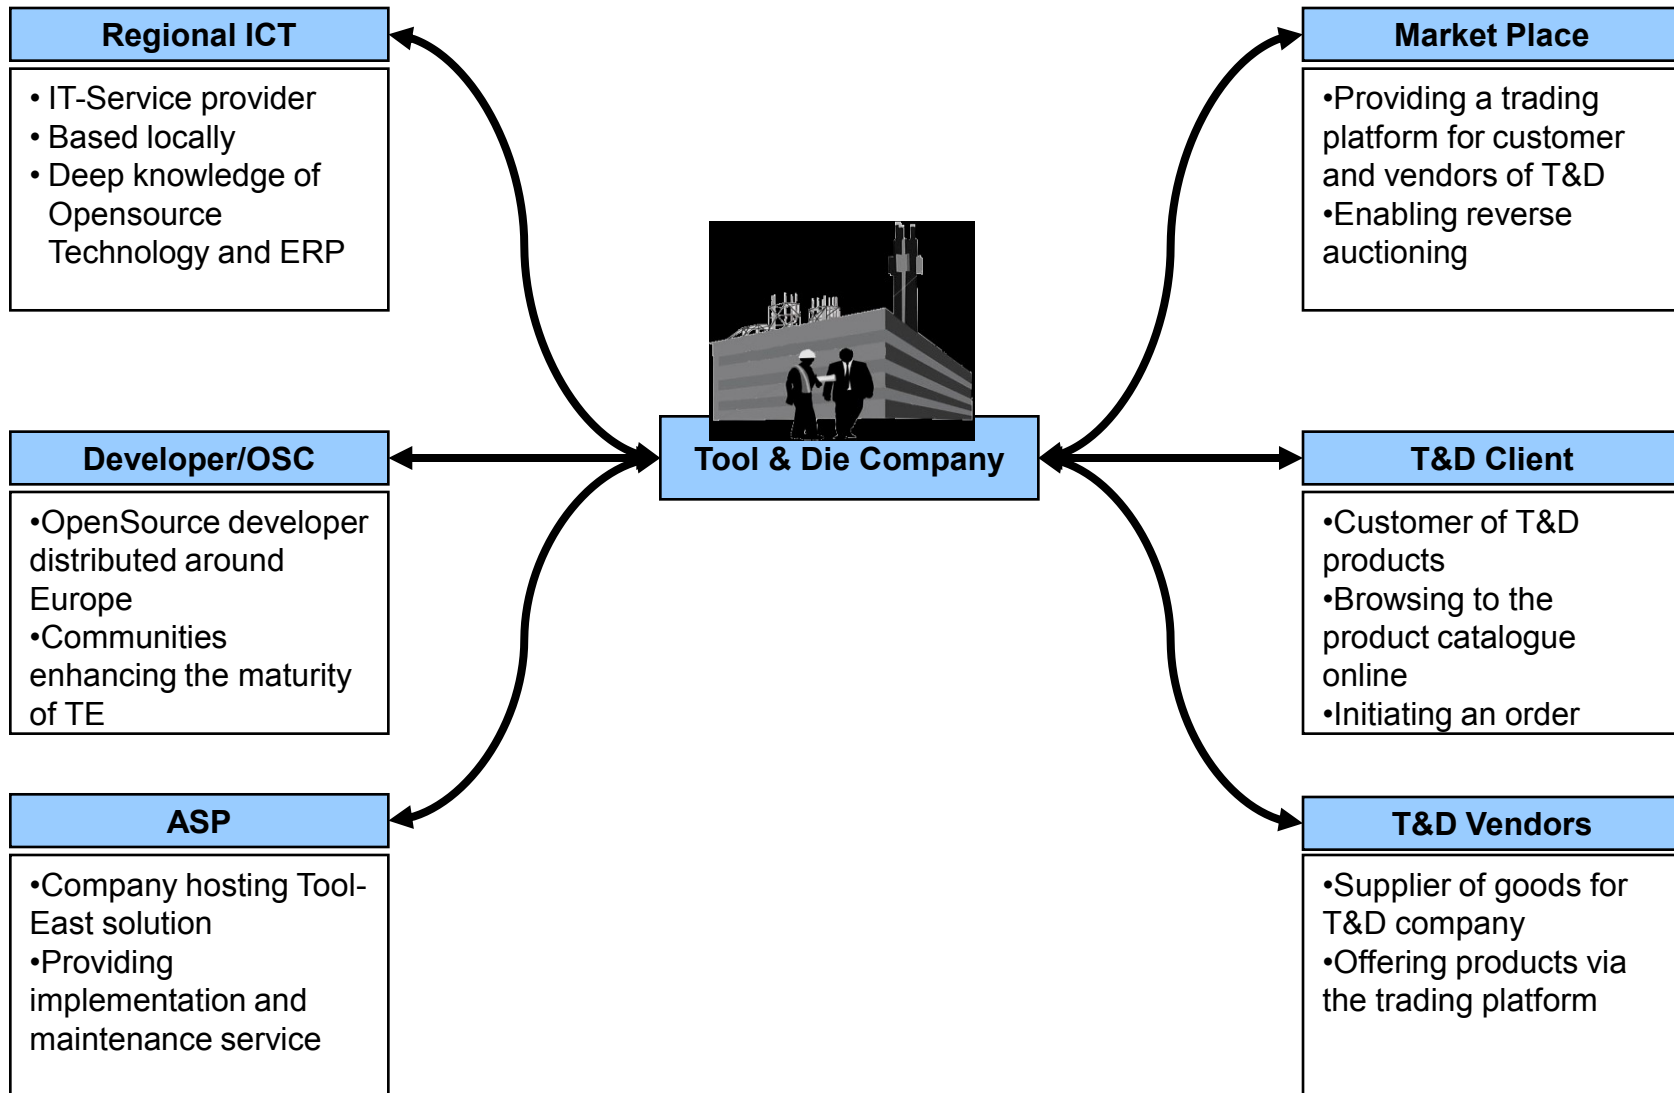 Regional ICT
• IT-Service provider
• Based locally
• Deep knowledge of
Opensource
Technology and ERP
Developer/OSC
•OpenSource developer
distributed around
Europe
•Communities
enhancing the maturity
of TE
ASP
•Company hosting Tool-
East solution
•Providing
implementation and
maintenance service
Tool & Die Company
Market Place
•Providing a trading
platform for customer
and vendors of T&D
•Enabling reverse
auctioning
T&D Client
•Customer of T&D
products
•Browsing to the
product catalogue
online
•Initiating an order
T&D Vendors
•Supplier of goods for
T&D company
•Offering products via
the trading platform